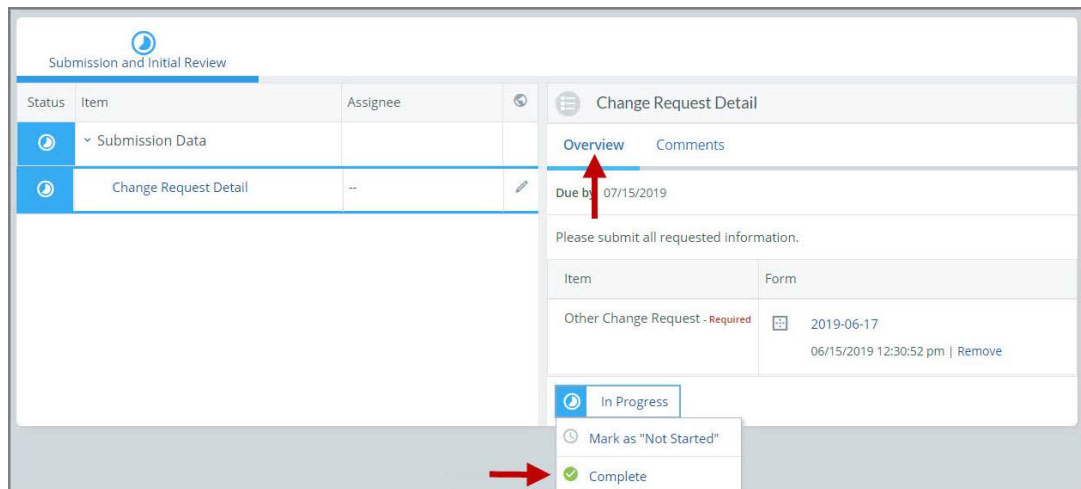 Submission and Initial Review
Status Item Assignee
Submission Data
Change Request Detail --
Change Request Detail
Overview Comments
Due by 07/15/2019
Please submit all requested information.
Item Form
Other Change Request - Required 2019-06-17
06/15/2019 12:30:52 pm | Remove
In Progress
Mark as "Not Started"
Complete